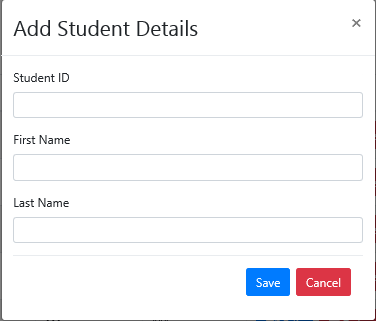 Add Student Details
×
Student ID
First Name
Last Name
Save Cancel